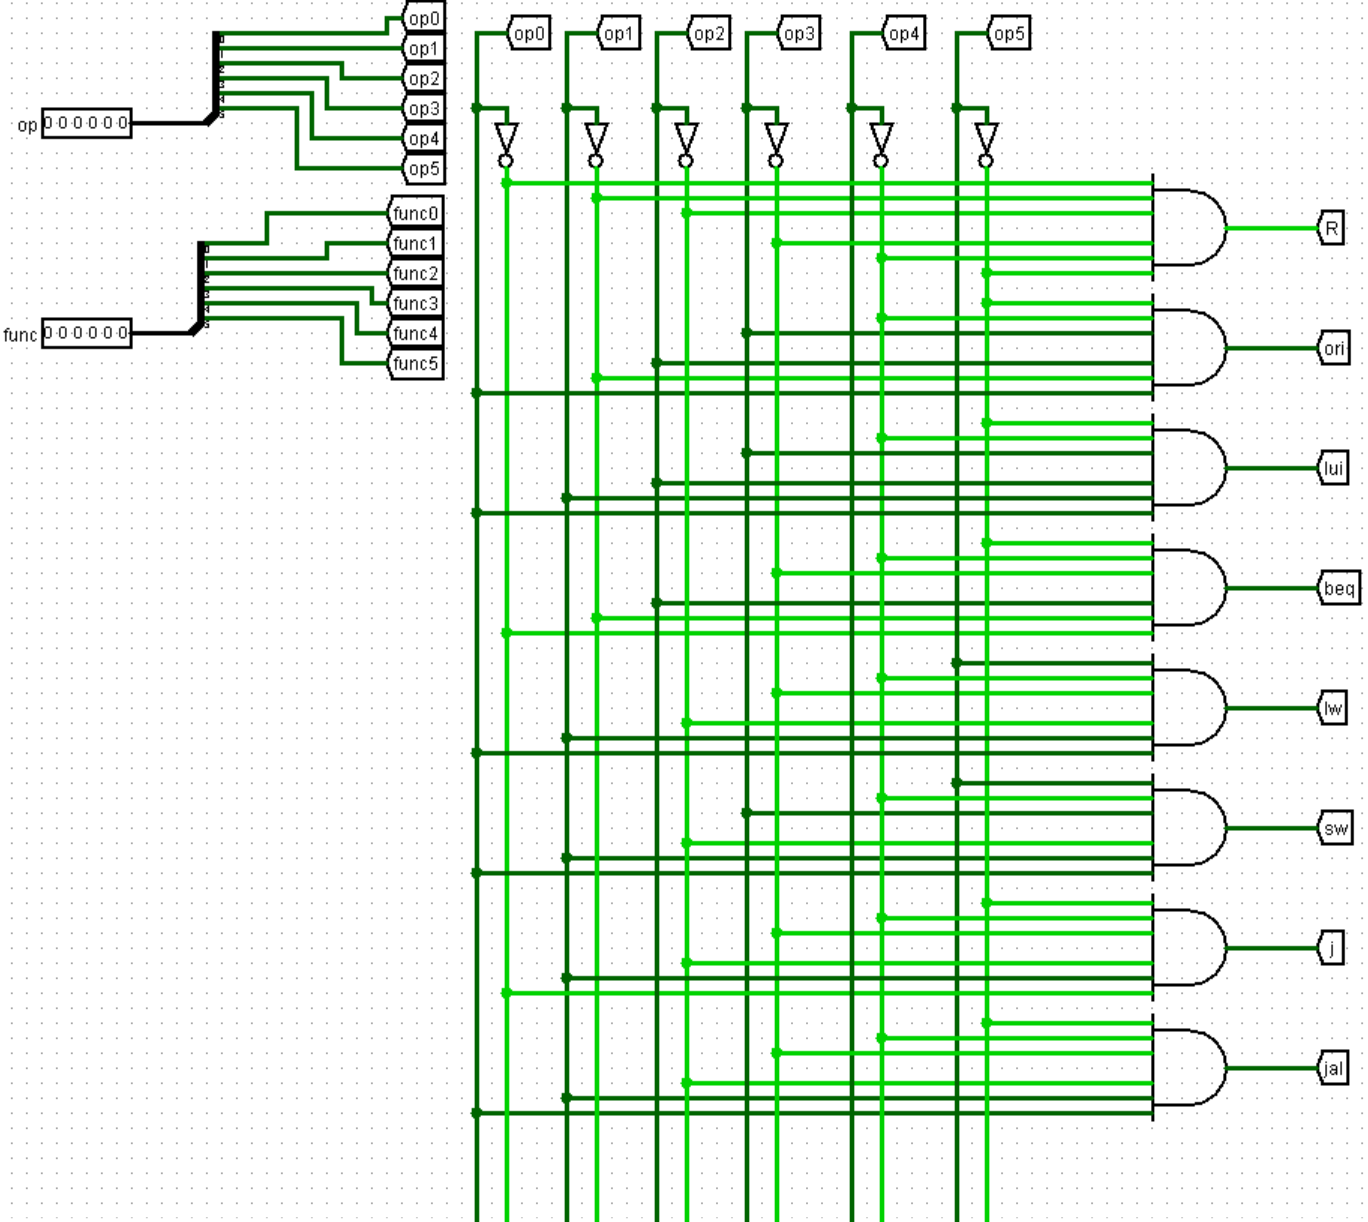 op0
op1
op2
op3
op4
op5
op 000000
func0
func1
func2
func3
func4
func5
func 000000
op0 op1 op2 op3 op4 op5
R
ori
lui
beq
lw
sw
j
jal